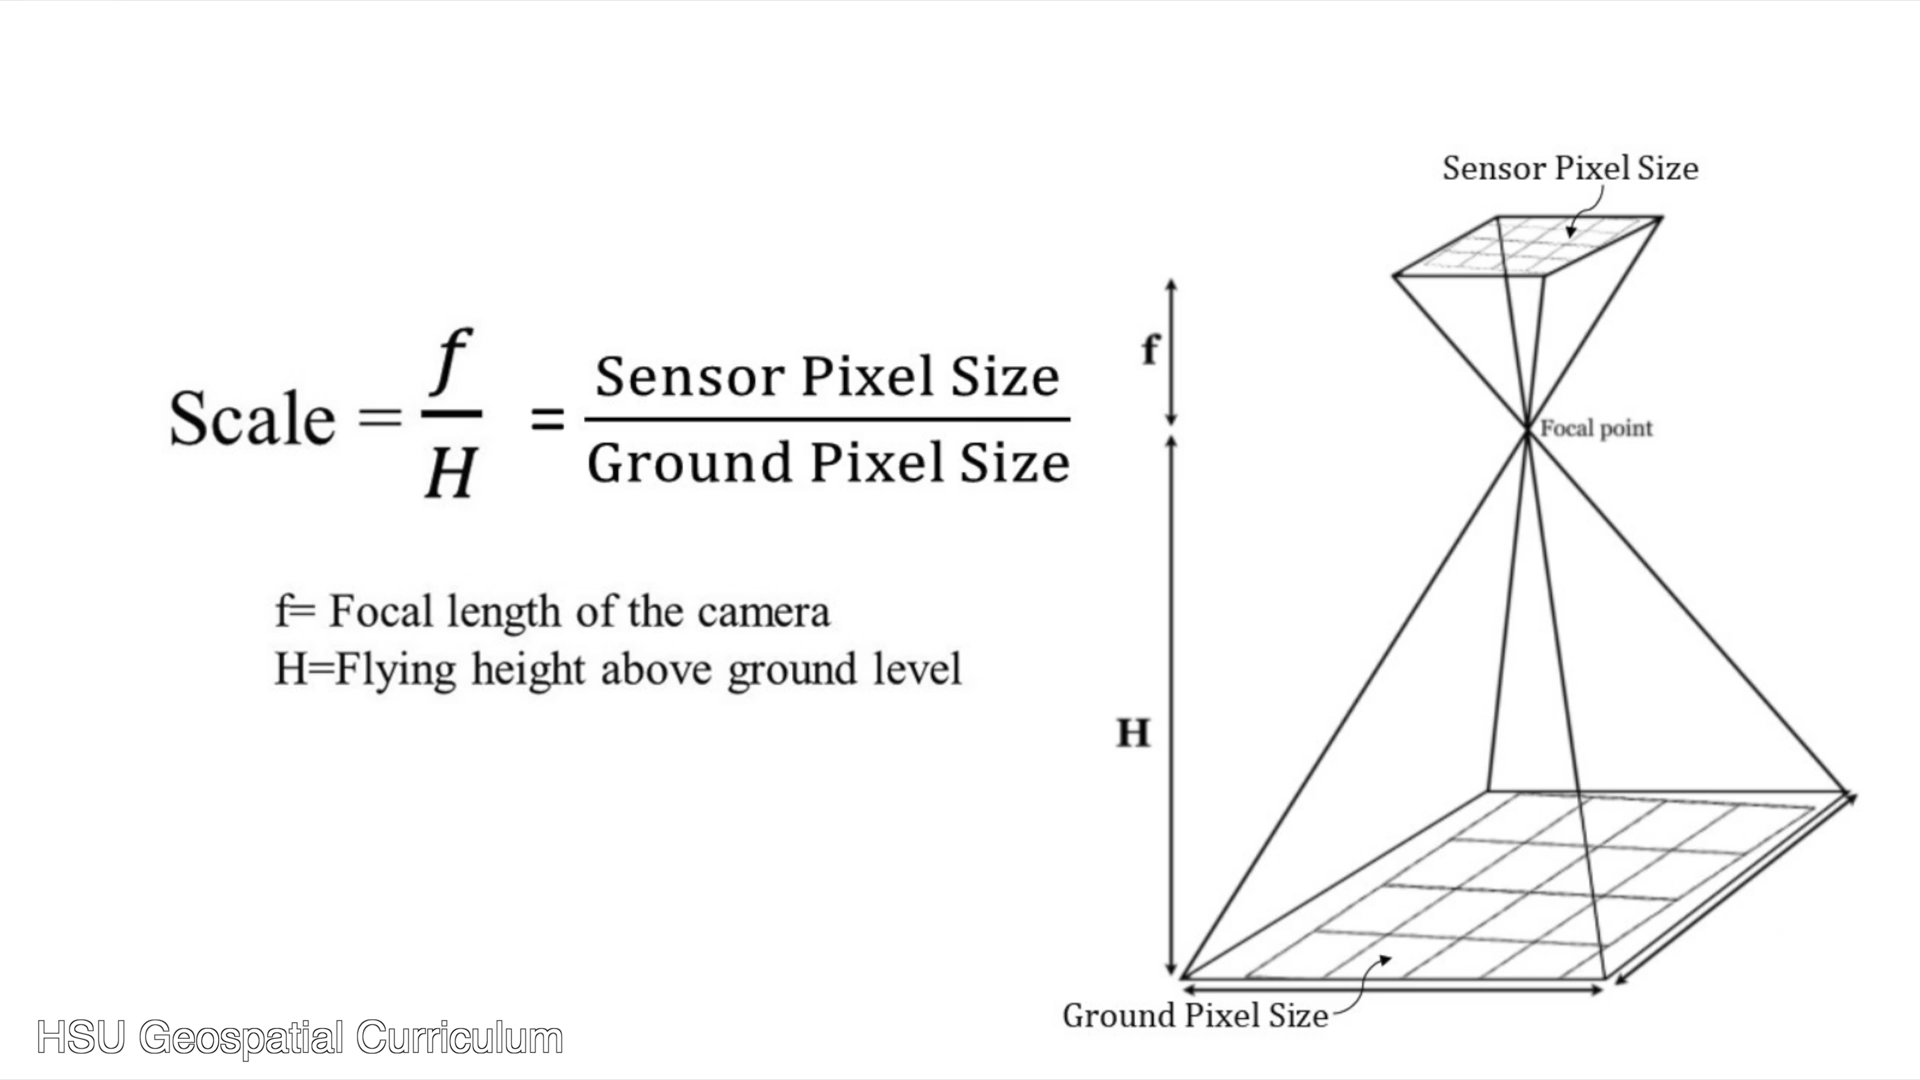 Sensor Pixel Size
Scale = f/H = Sensor Pixel Size/Ground Pixel Size
f
Focal point
f= Focal length of the camera
H=Flying height above ground level
H
Ground Pixel Size
HSU Geospatial Curriculum